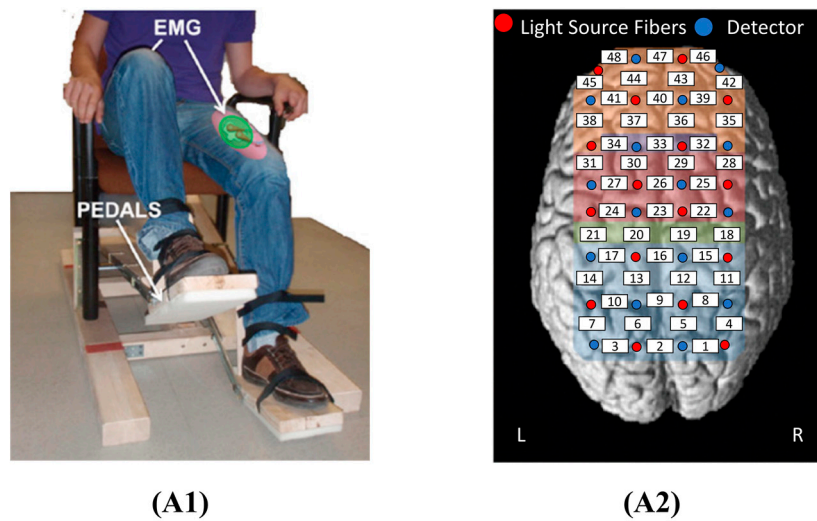 EMG
PEDALS
(A1)
Light Source Fibers Detector
48 47 46
45 44 43 42
41 40 39
38 37 36 35
34 33 32
31 30 29 28
27 26 25
24 23 22
21 20 19 18
17 16 15
14 13 12 11
10 9 8
7 6 5 4
3 2 1
L R
(A2)